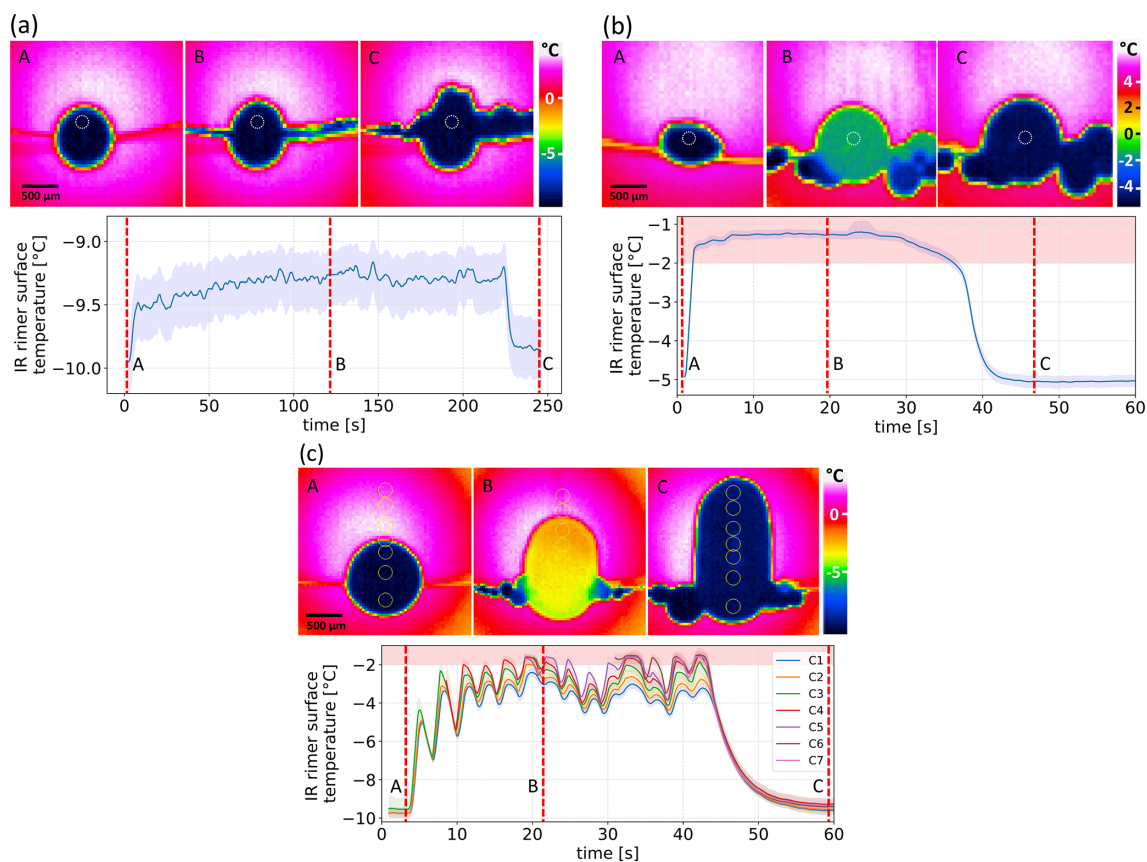 (a)
A
B
C
°C
0
-5
500 µm
IR rimer surface
temperature [°C]
−9.0
−9.5
−10.0
A
B
C
0
50
100
150
200
250
time [s]
(b)
A
B
C
°C
4
2
0
-2
-4
500 µm
IR rimer surface
temperature [°C]
−1
−2
−3
−4
−5
A
B
C
0
10
20
30
40
50
60
time [s]
(c)
A
B
C
°C
0
-5
500 µm
IR rimer surface
temperature [°C]
−2
−4
−6
−8
−10
A
B
C
C1
C2
C3
C4
C5
C6
C7
0
10
20
30
40
50
60
time [s]